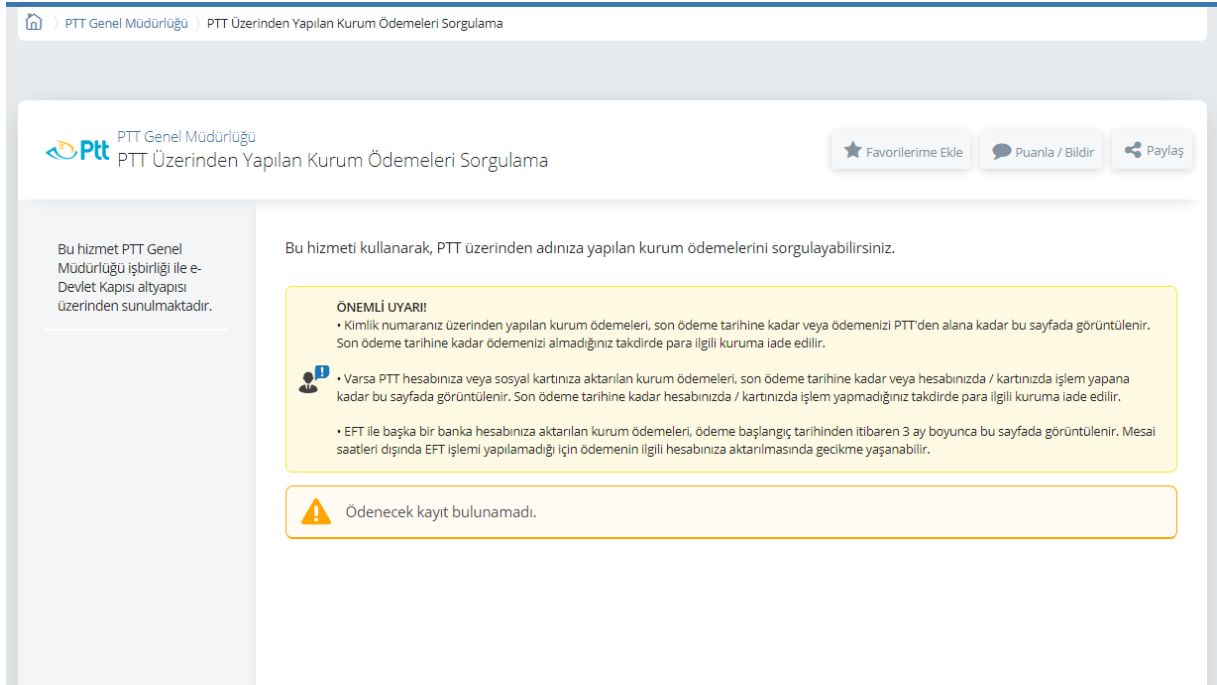 PTT Genel Müdürlüğü PTT Üzerinden Yapılan Kurum Ödemeleri Sorgulama
Ptt
PTT Genel Müdürlüğü
PTT Üzerinden Yapılan Kurum Ödemeleri Sorgulama
Favorilerime Ekle
Puanla / Bildir
Paylaş
Bu hizmet PTT Genel
Müdürlüğü işbirliği ile e-
Devlet Kapısı altyapısı
üzerinden sunulmaktadır.
Bu hizmeti kullanarak, PTT üzerinden adınıza yapılan kurum ödemelerini sorgulayabilirsiniz.
ÖNEMLİ UYARI!
• Kimlik numaranız üzerinden yapılan kurum ödemeleri, son ödeme tarihine kadar veya ödemenizi PTT'den alana kadar bu sayfada görüntülenir.
Son ödeme tarihine kadar ödemenizi almadığınız takdirde para ilgili kuruma iade edilir.
• Varsa PTT hesabınıza veya sosyal kartınıza aktarılan kurum ödemeleri, son ödeme tarihine kadar veya hesabınızda / kartınızda işlem yapana
kadar bu sayfada görüntülenir. Son ödeme tarihine kadar hesabınızda / kartınızda işlem yapmadığınız takdirde para ilgili kuruma iade edilir.
• EFT ile başka bir banka hesabınıza aktarılan kurum ödemeleri, ödeme başlangıç tarihinden itibaren 3 ay boyunca bu sayfada görüntülenir. Mesai
saatleri dışında EFT işlemi yapılamadığı için ödemenin ilgili hesabınıza aktarılmasında gecikme yaşanabilir.
Ödenecek kayıt bulunamadı.